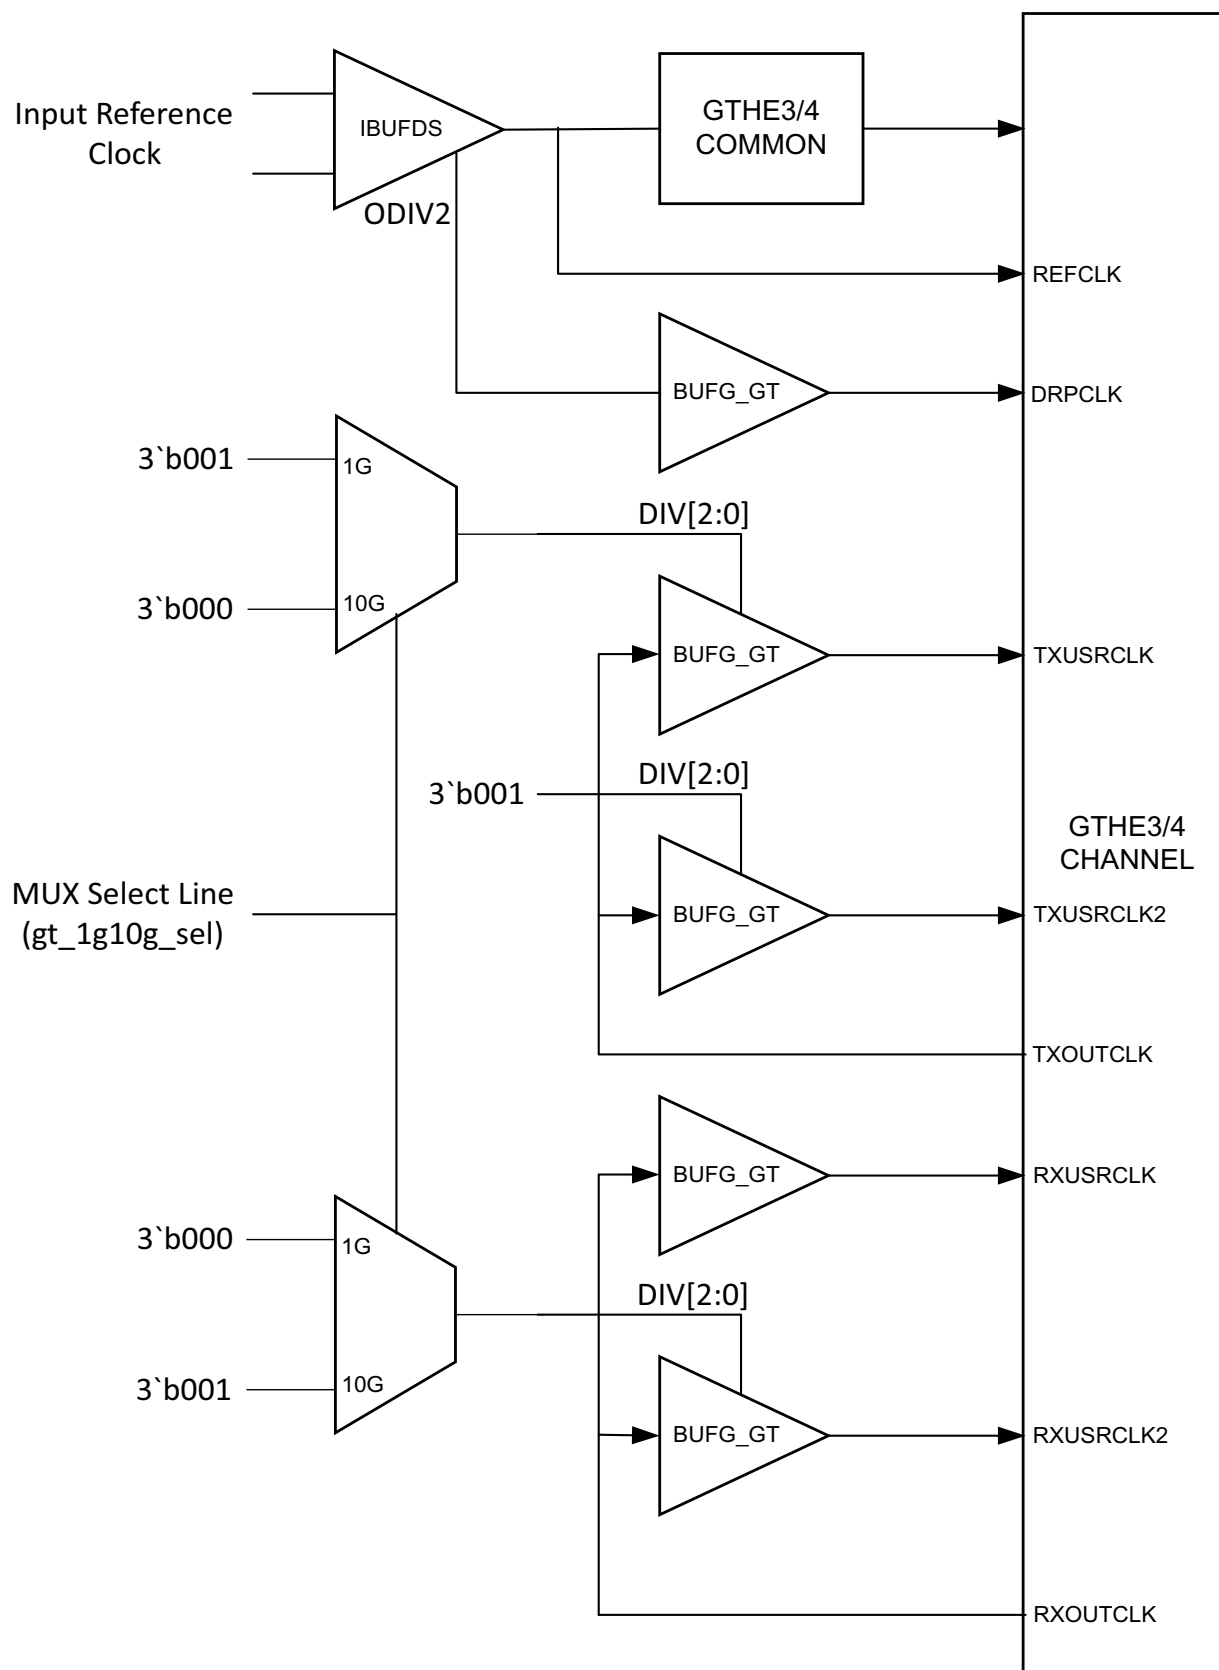 Input Reference
Clock
IBUFDS
ODIV2
GTHE3/4
COMMON
REFCLK
BUFG_GT
DRPCLK
3`b001
1G
3`b000
10G
DIV[2:0]
BUFG_GT
TXUSRCLK
3`b001
DIV[2:0]
BUFG_GT
TXUSRCLK2
GTHE3/4
CHANNEL
MUX Select Line
(gt_1g10g_sel)
TXOUTCLK
BUFG_GT
RXUSRCLK
3`b000
1G
3`b001
10G
DIV[2:0]
BUFG_GT
RXUSRCLK2
RXOUTCLK